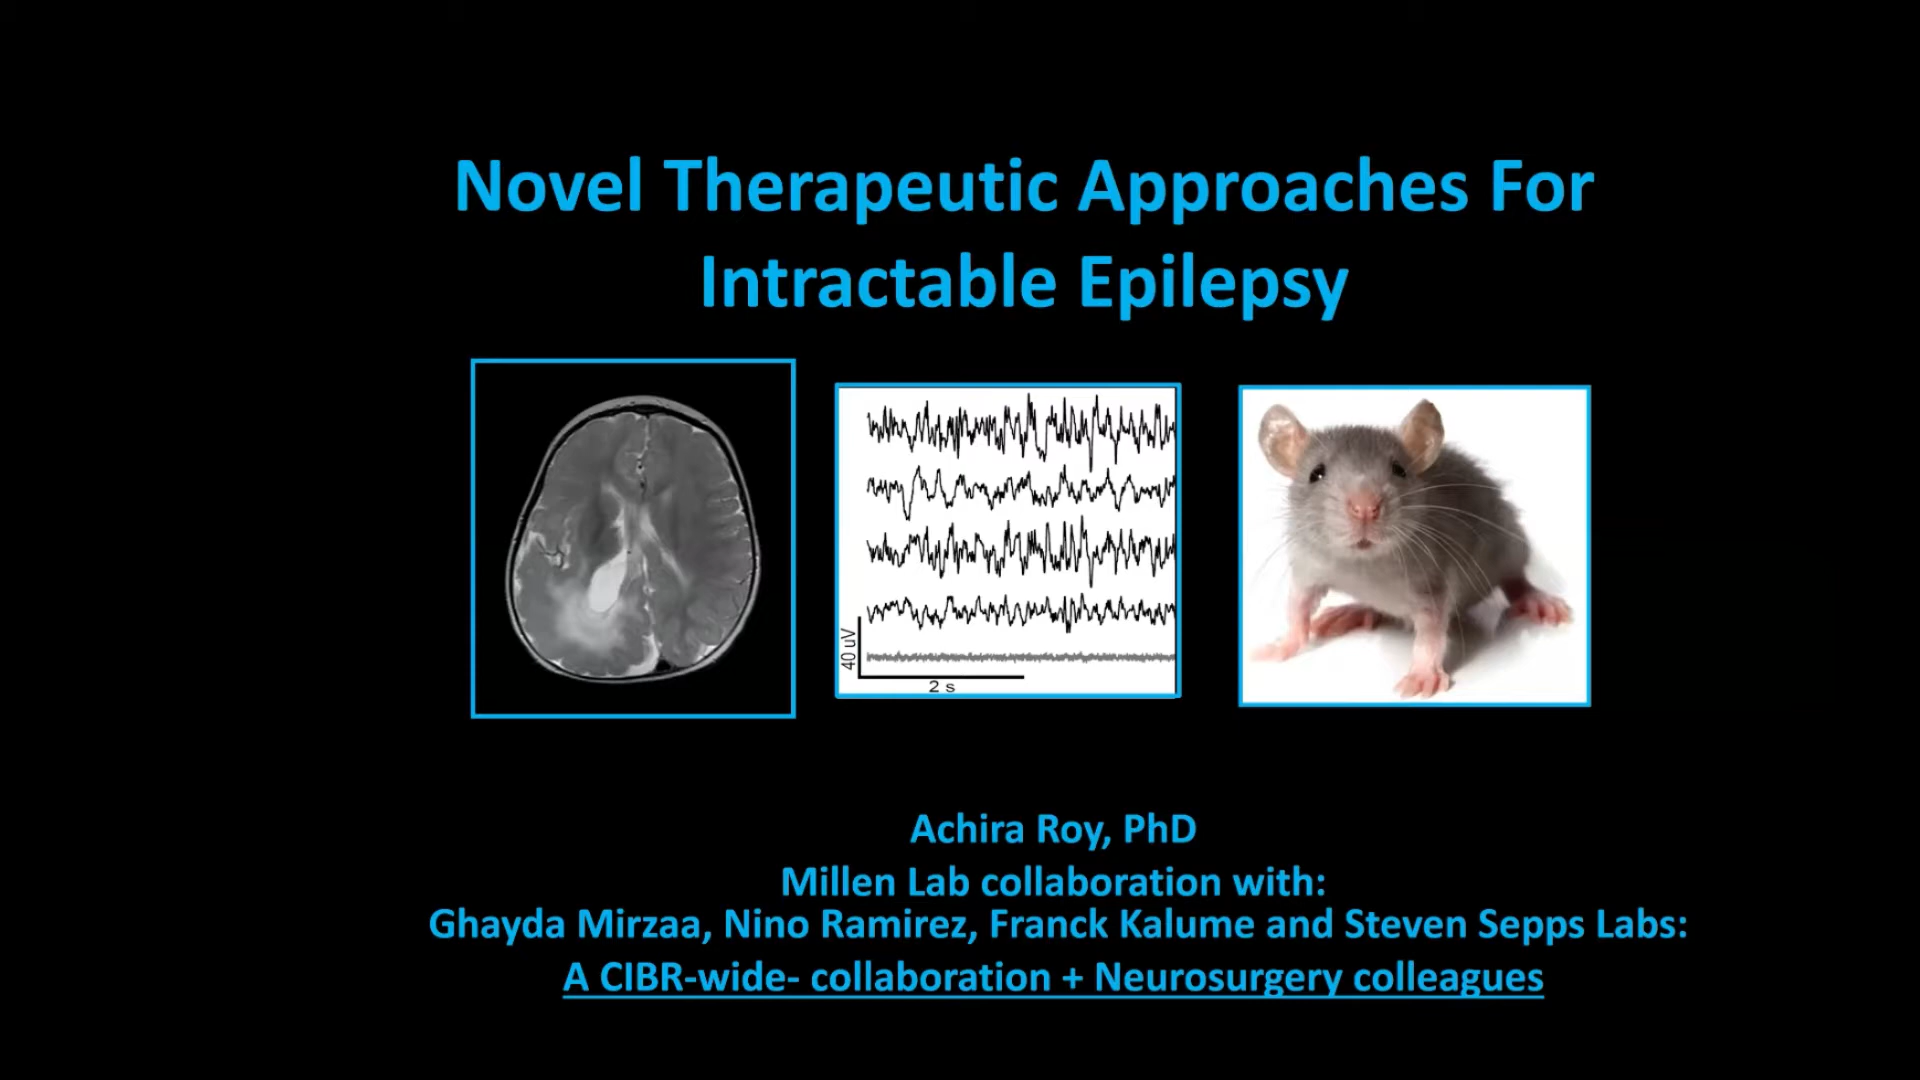 Novel Therapeutic Approaches For
Intractable Epilepsy
40 uV
2 s
Achira Roy, PhD
Millen Lab collaboration with:
Ghayda Mirzaa, Nino Ramirez, Franck Kalume and Steven Sepps Labs:
A CIBR-wide- collaboration + Neurosurgery colleagues